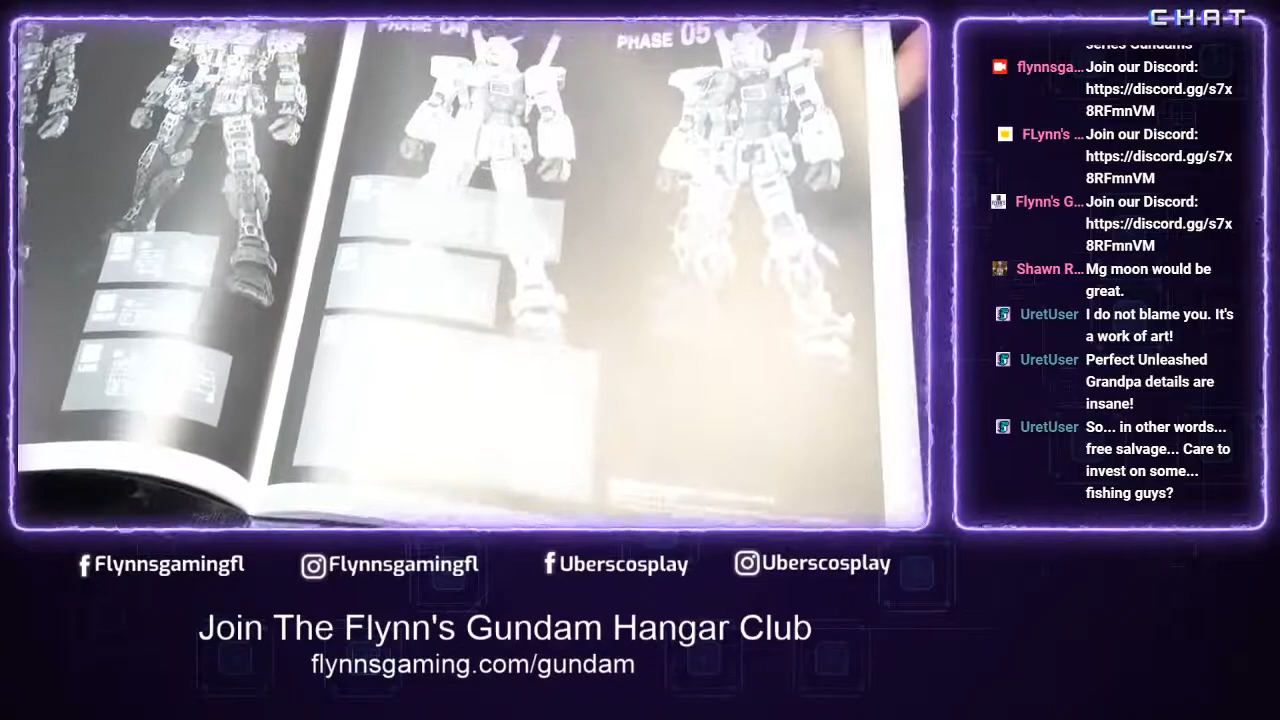 PHASE 04
PHASE 05
CHAT
series Gundams
flynnsga... Join our Discord:
https://discord.gg/s7x
8RFmnVM
FLynn's ... Join our Discord:
https://discord.gg/s7x
8RFmnVM
Flynn's G... Join our Discord:
https://discord.gg/s7x
8RFmnVM
Shawn R... Mg moon would be
great.
UretUser I do not blame you. It's
a work of art!
UretUser Perfect Unleashed
Grandpa details are
insane!
UretUser So... in other words...
free salvage... Care to
invest on some...
fishing guys?
Flynnsgamingfl Flynnsgamingfl Uberscosplay Uberscosplay
Join The Flynn's Gundam Hangar Club
flynnsgaming.com/gundam